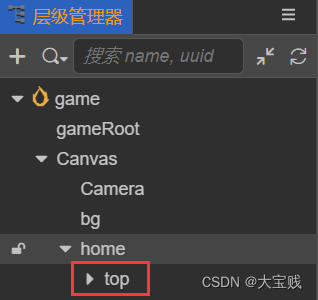 层级管理器
搜索 name, uuid
game
gameRoot
Canvas
Camera
bg
home
top
CSDN @大宝贱